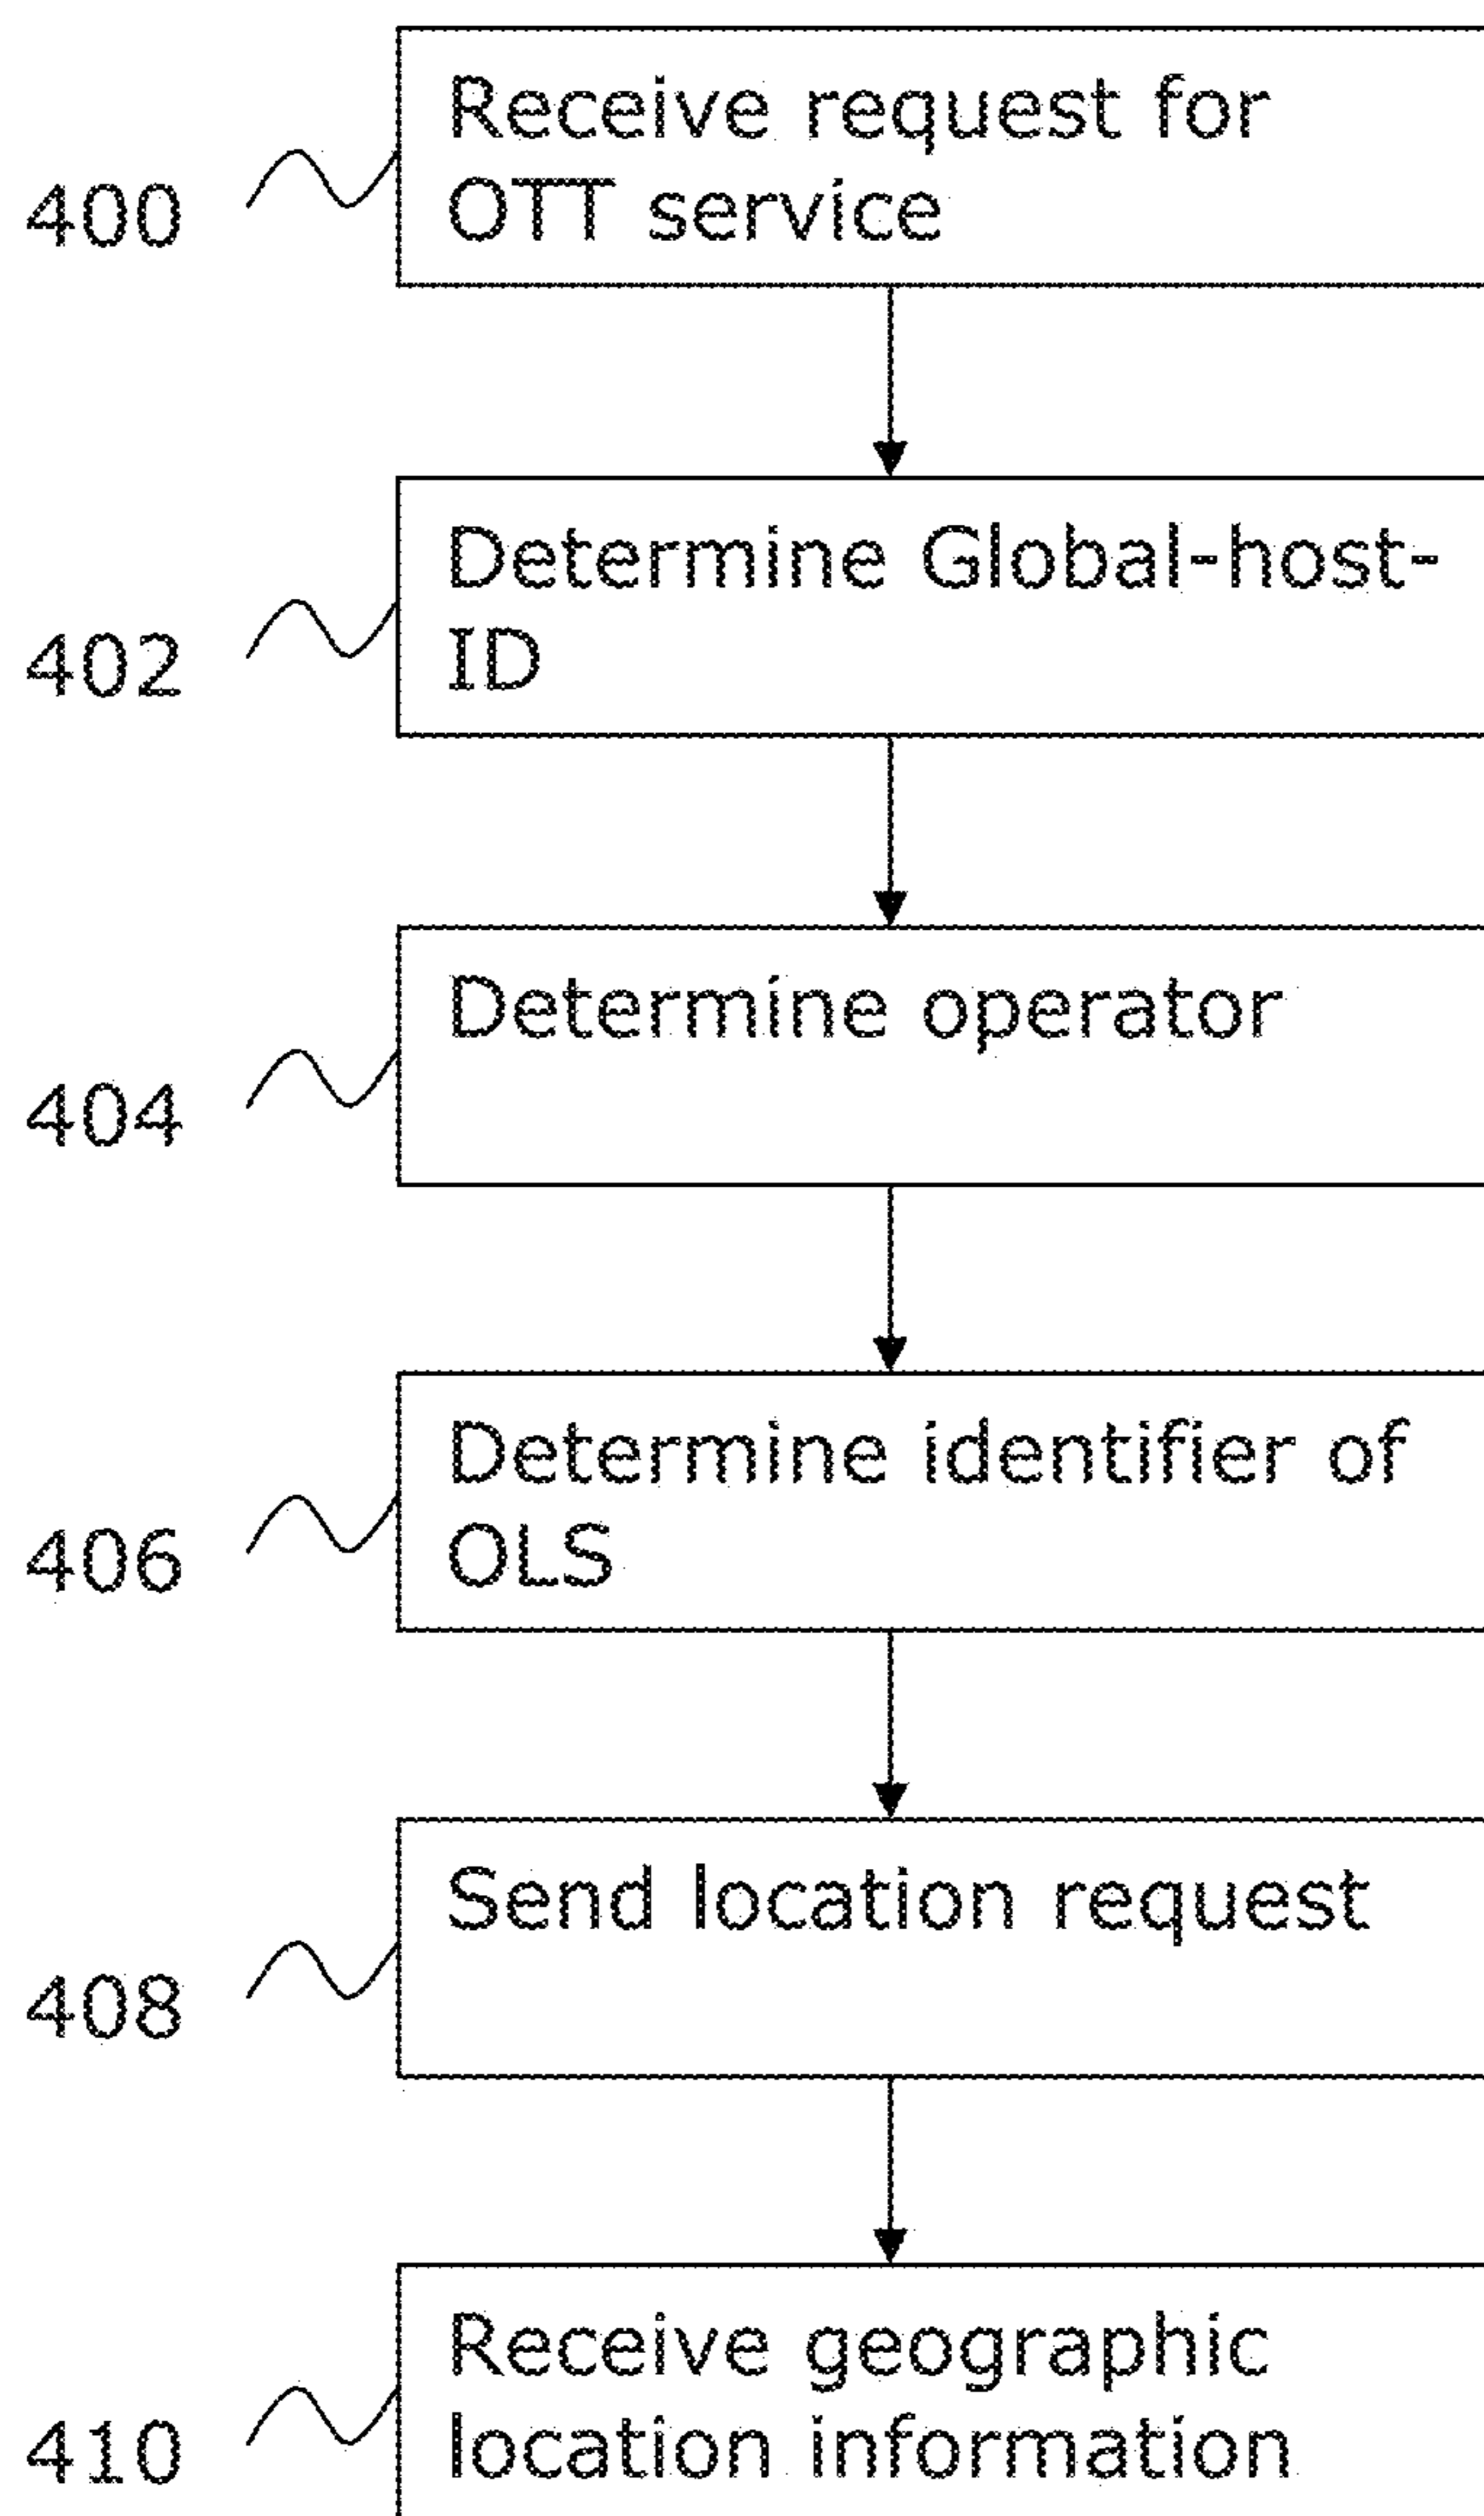 Receive request for
OTT service
400
Determine Global-host-
ID
402
Determine operator
404
Determine identifier of
OLS
406
Send location request
408
Receive geographic
location information
410